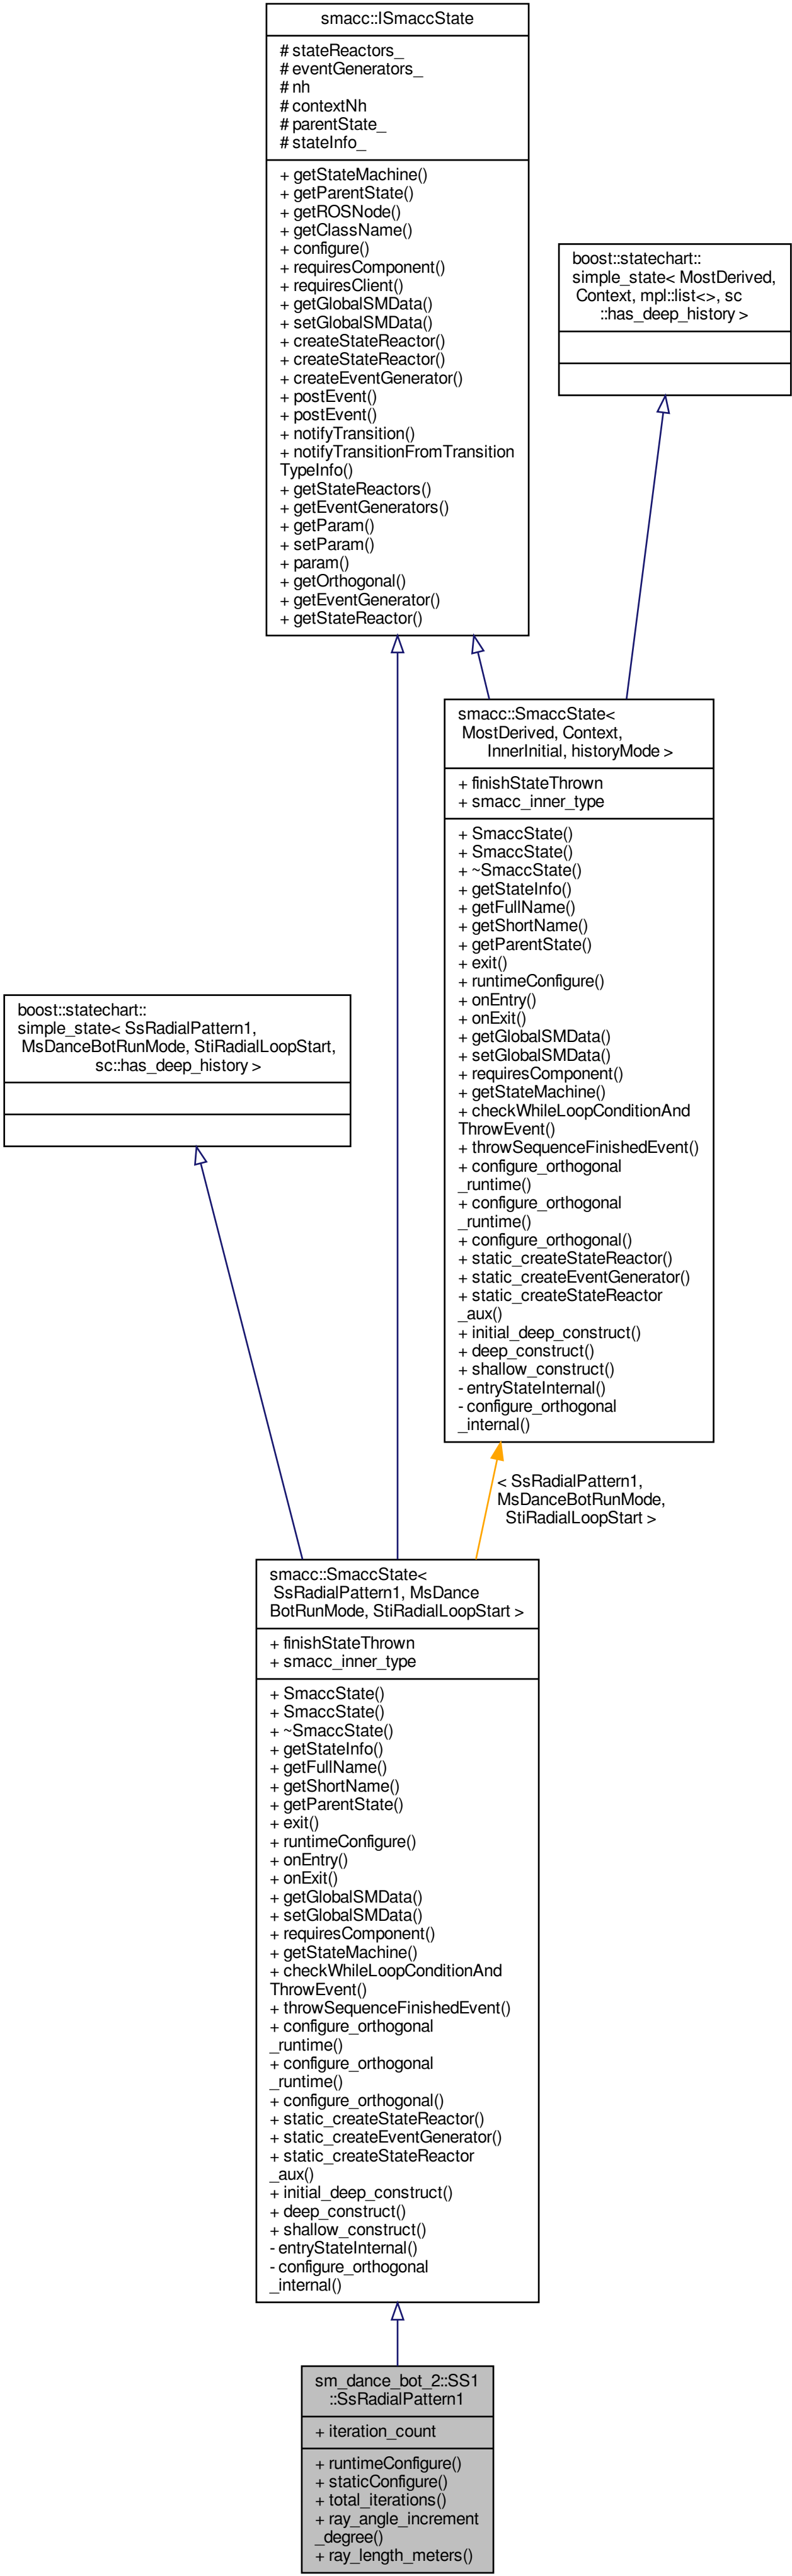 smacc::ISmaccState
# stateReactors_
# eventGenerators_
# nh
# contextNh
# parentState_
# stateInfo_
+ getStateMachine()
+ getParentState()
+ getROSNode()
+ getClassName()
+ configure()
+ requiresComponent()
+ requiresClient()
+ getGlobalSMData()
+ setGlobalSMData()
+ createStateReactor()
+ createStateReactor()
+ createEventGenerator()
+ postEvent()
+ postEvent()
+ notifyTransition()
+ notifyTransitionFromTransition
TypeInfo()
+ getStateReactors()
+ getEventGenerators()
+ getParam()
+ setParam()
+ param()
+ getOrthogonal()
+ getEventGenerator()
+ getStateReactor()
boost::statechart::
simple_state< MostDerived,
Context, mpl::list<>, sc
::has_deep_history >
smacc::SmaccState<
MostDerived, Context,
InnerInitial, historyMode >
+ finishStateThrown
+ smacc_inner_type
+ SmaccState()
+ SmaccState()
+ ~SmaccState()
+ getStateInfo()
+ getFullName()
+ getShortName()
+ getParentState()
+ exit()
+ runtimeConfigure()
+ onEntry()
+ onExit()
+ getGlobalSMData()
+ setGlobalSMData()
+ requiresComponent()
+ getStateMachine()
+ checkWhileLoopConditionAnd
ThrowEvent()
+ throwSequenceFinishedEvent()
+ configure_orthogonal
_runtime()
+ configure_orthogonal
_runtime()
+ configure_orthogonal()
+ static_createStateReactor()
+ static_createEventGenerator()
+ static_createStateReactor
_aux()
+ initial_deep_construct()
+ deep_construct()
+ shallow_construct()
- entryStateInternal()
- configure_orthogonal
_internal()
boost::statechart::
simple_state< SsRadialPattern1,
MsDanceBotRunMode, StiRadialLoopStart,
sc::has_deep_history >
< SsRadialPattern1,
MsDanceBotRunMode,
StiRadialLoopStart >
smacc::SmaccState<
SsRadialPattern1, MsDance
BotRunMode, StiRadialLoopStart >
+ finishStateThrown
+ smacc_inner_type
+ SmaccState()
+ SmaccState()
+ ~SmaccState()
+ getStateInfo()
+ getFullName()
+ getShortName()
+ getParentState()
+ exit()
+ runtimeConfigure()
+ onEntry()
+ onExit()
+ getGlobalSMData()
+ setGlobalSMData()
+ requiresComponent()
+ getStateMachine()
+ checkWhileLoopConditionAnd
ThrowEvent()
+ throwSequenceFinishedEvent()
+ configure_orthogonal
_runtime()
+ configure_orthogonal
_runtime()
+ configure_orthogonal()
+ static_createStateReactor()
+ static_createEventGenerator()
+ static_createStateReactor
_aux()
+ initial_deep_construct()
+ deep_construct()
+ shallow_construct()
- entryStateInternal()
- configure_orthogonal
_internal()
sm_dance_bot_2::SS1
::SsRadialPattern1
+ iteration_count
+ runtimeConfigure()
+ staticConfigure()
+ total_iterations()
+ ray_angle_increment
_degree()
+ ray_length_meters()